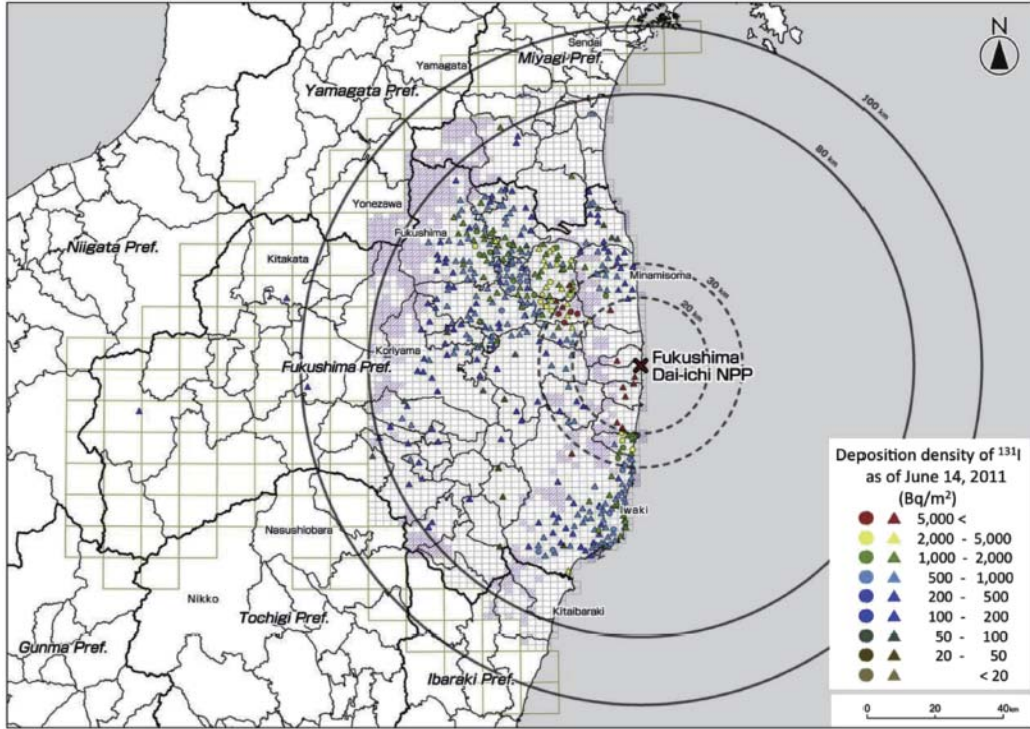 N
Sendai
Miyagi Pref.
Yamagata
Yamagata Pref.
100 km
80 km
Yonezawa
Fukushima
Niigata Pref.
Kitakata
Minamisoma
30 km
20 km
Koriyama
Fukushima Pref.
Fukushima
Dai-ichi NPP
Iwaki
Nasushiobara
Nikko
Kitaibaraki
Tochigi Pref.
Gunma Pref.
Ibaraki Pref.
Deposition density of ¹³¹I
as of June 14, 2011
(Bq/m²)
5,000 <
2,000 - 5,000
1,000 - 2,000
500 - 1,000
200 - 500
100 - 200
50 - 100
20 - 50
< 20
0 20 40km